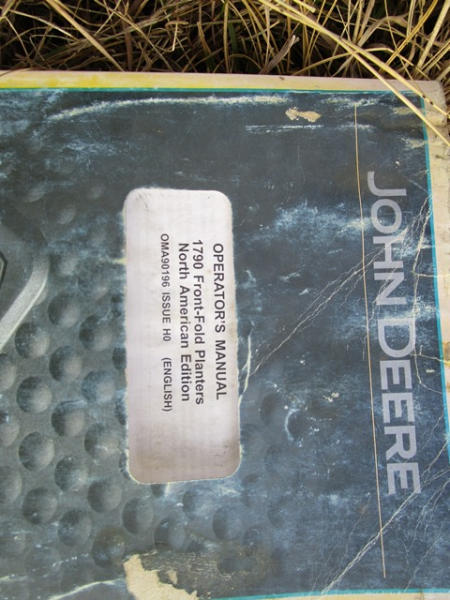 JOHN DEERE
OPERATOR'S MANUAL
1790 Front-Fold Planters
North American Edition
OMA90196 ISSUE H0 (ENGLISH)